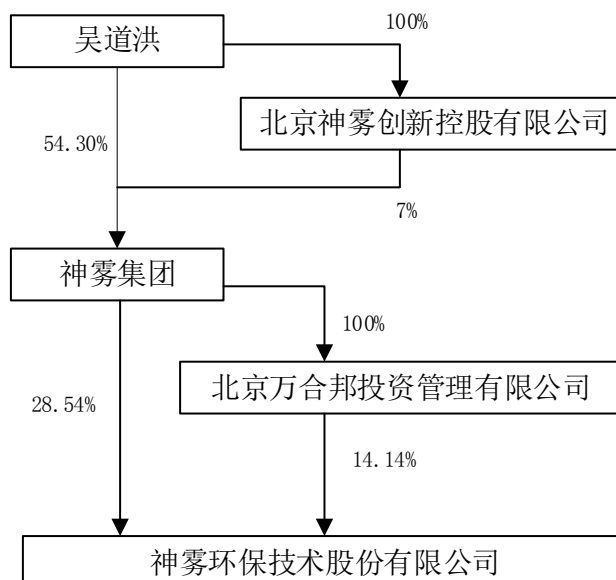 吴道洪
100%
北京神雾创新控股有限公司
54.30%
7%
神雾集团
100%
北京万合邦投资管理有限公司
28.54%
14.14%
神雾环保技术股份有限公司